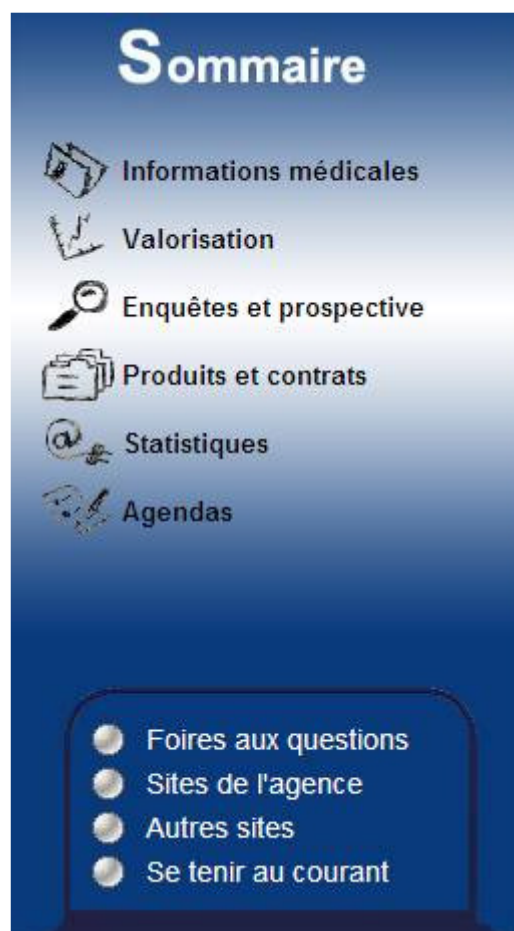 Sommaire
Informations médicales
Valorisation
Enquêtes et prospective
Produits et contrats
Statistiques
Agendas
Foires aux questions
Sites de l'agence
Autres sites
Se tenir au courant